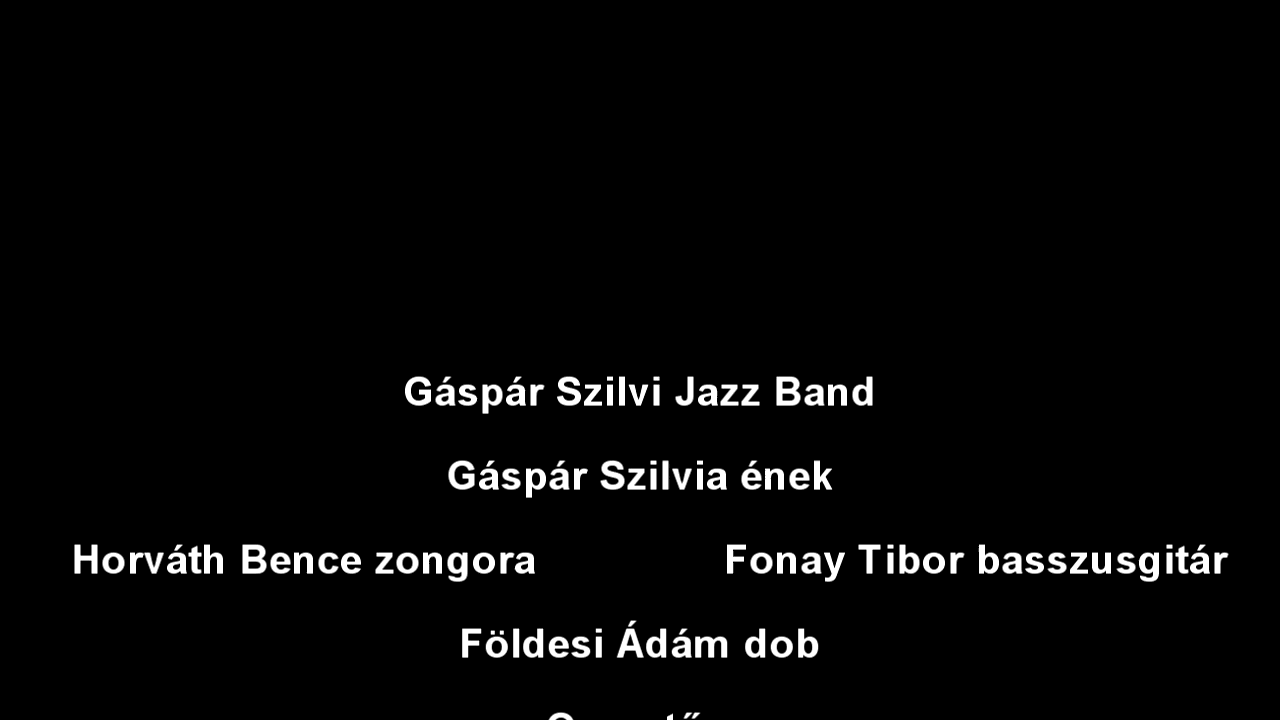 Gáspár Szilvi Jazz Band
Gáspár Szilvia ének
Horváth Bence zongora Fonay Tibor basszusgitár
Földesi Ádám dob